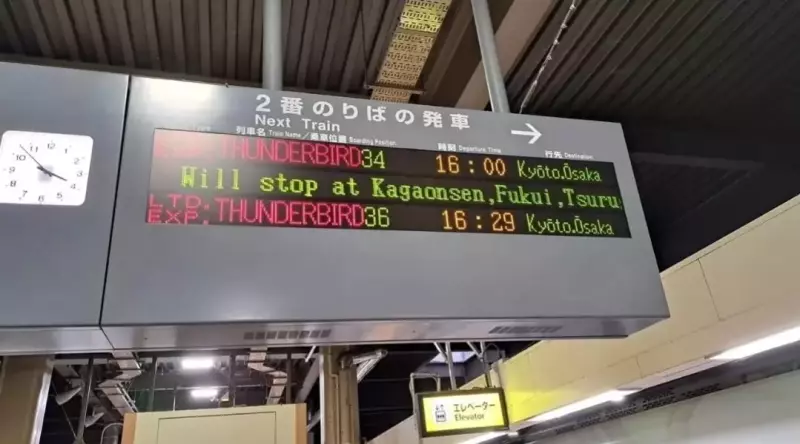 2番のりばの発車
Next Train
列車名 Train Name／乗車位置 Boarding Position 時間 Departure Time 行先 Destination
THUNDERBIRD34 16:00 Kyōto,Ōsaka
Will stop at Kagaonsen,Fukui,Tsuru
LTD. EXP. THUNDERBIRD36 16:29 Kyōto,Ōsaka
エレベーター
Elevator